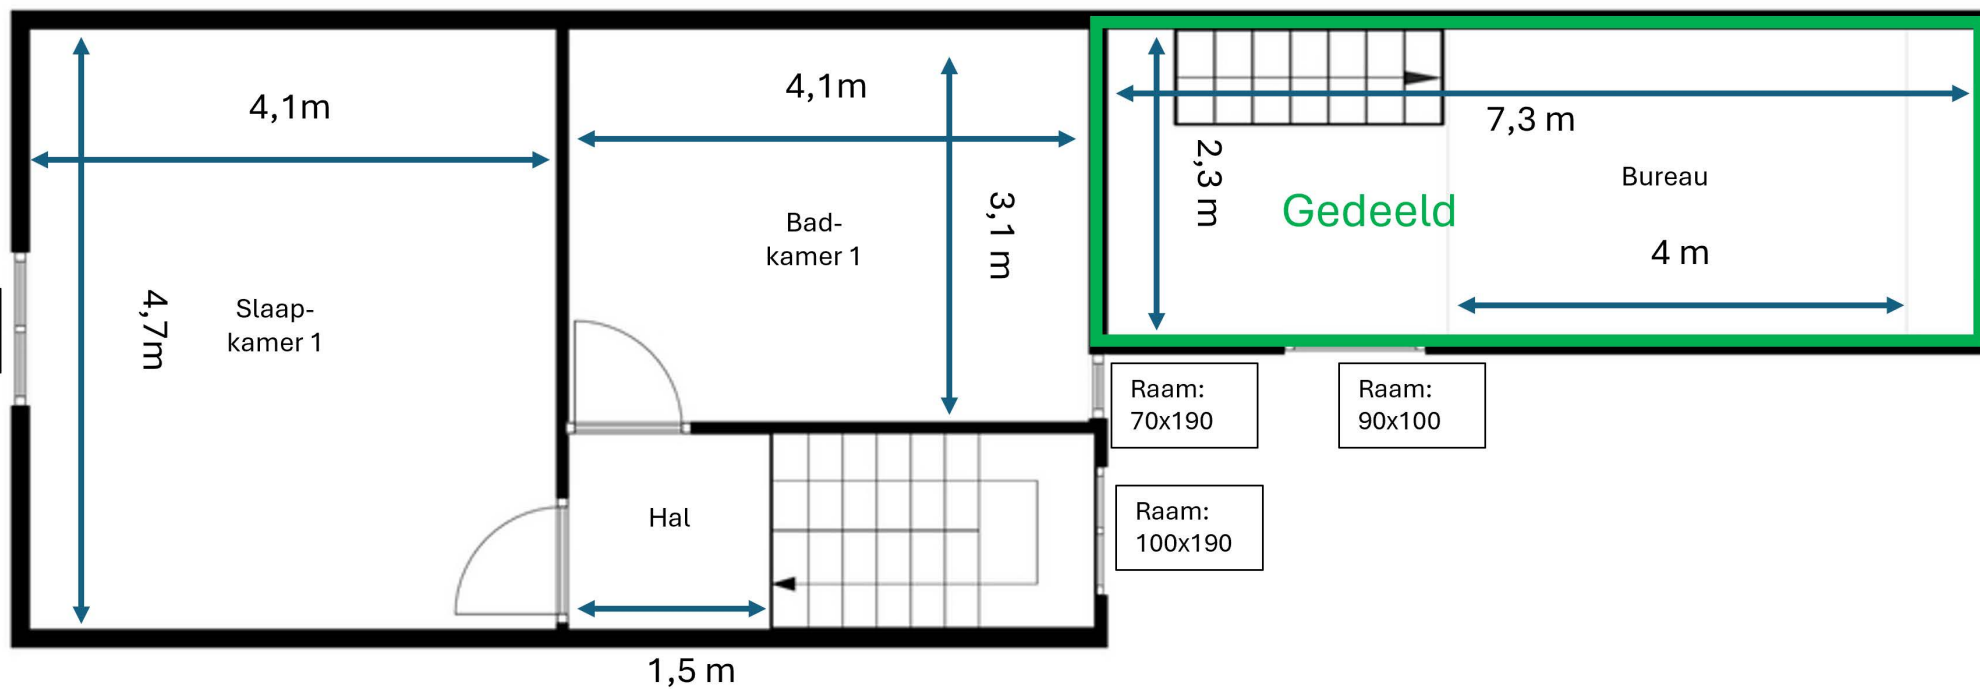 4,1m
4,7m
Slaap-
kamer 1
4,1m
3,1 m
Bad-
kamer 1
Hal
1,5 m
7,3 m
2,3 m
Gedeeld
Bureau
4 m
Raam:
70x190
Raam:
90x100
Raam:
100x190